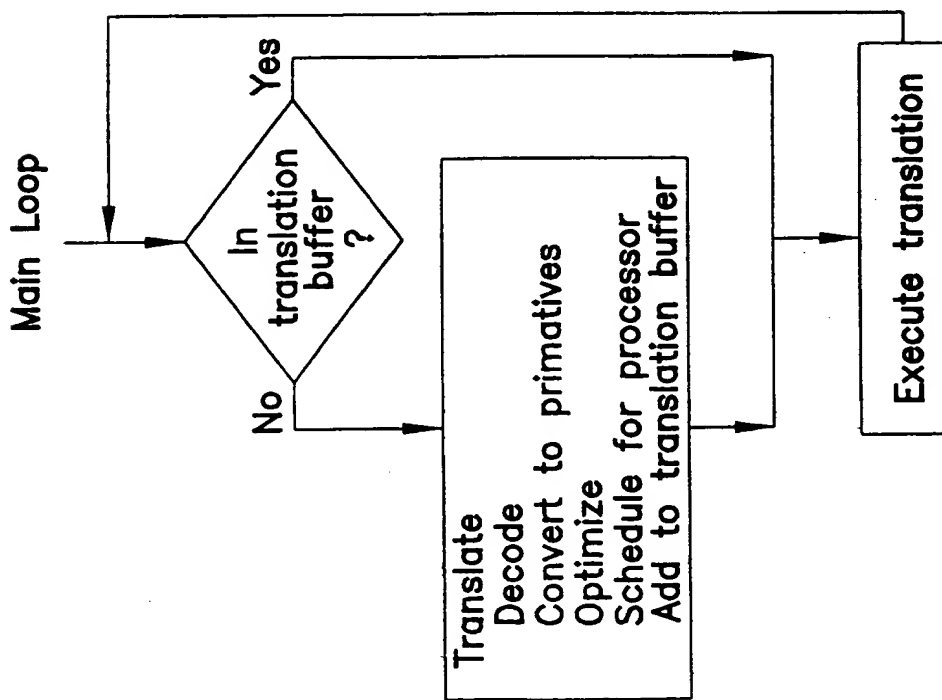 Main Loop
In
translation
buffer
?
Yes
No
Translate
Decode
Convert to primatives
Optimize
Schedule for processor
Add to translation buffer
Execute translation